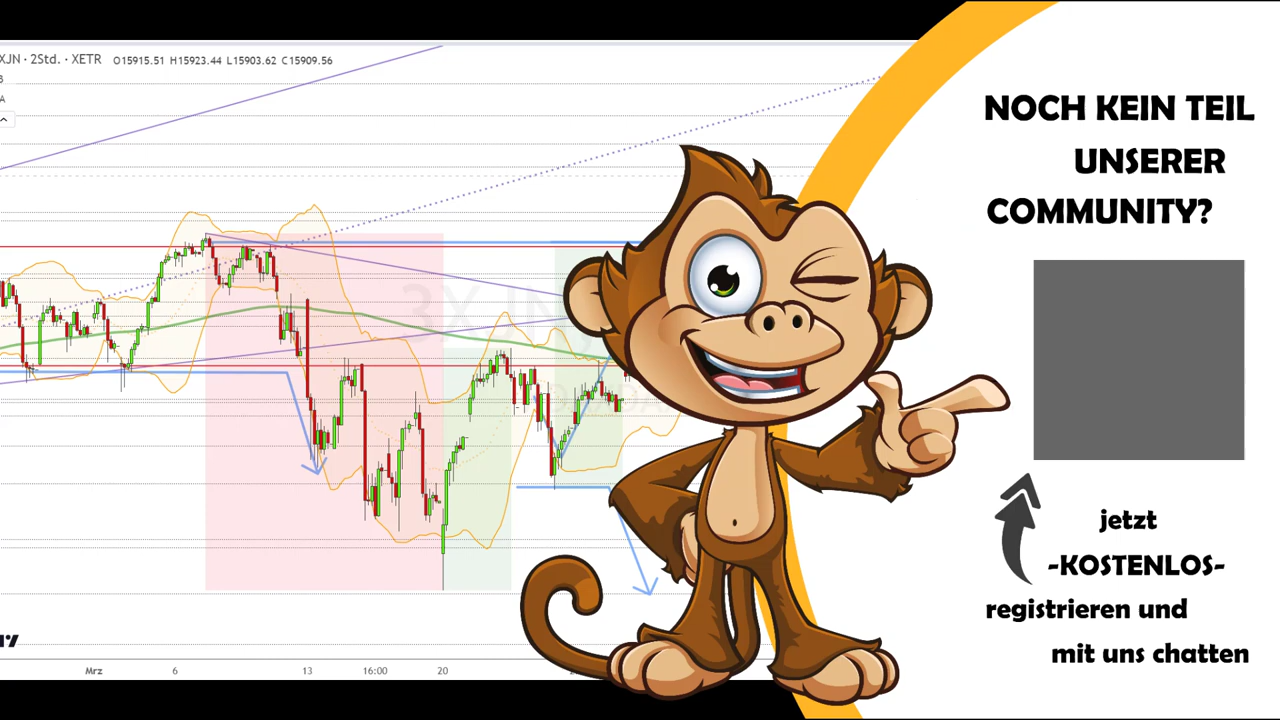 XJN · 2Std. · XETR O15915.51 H15923.44 L15903.62 C15909.56
B
A
NOCH KEIN TEIL
UNSERER
COMMUNITY?
jetzt
-KOSTENLOS-
registrieren und
mit uns chatten
Mrz 6 13 16:00 20